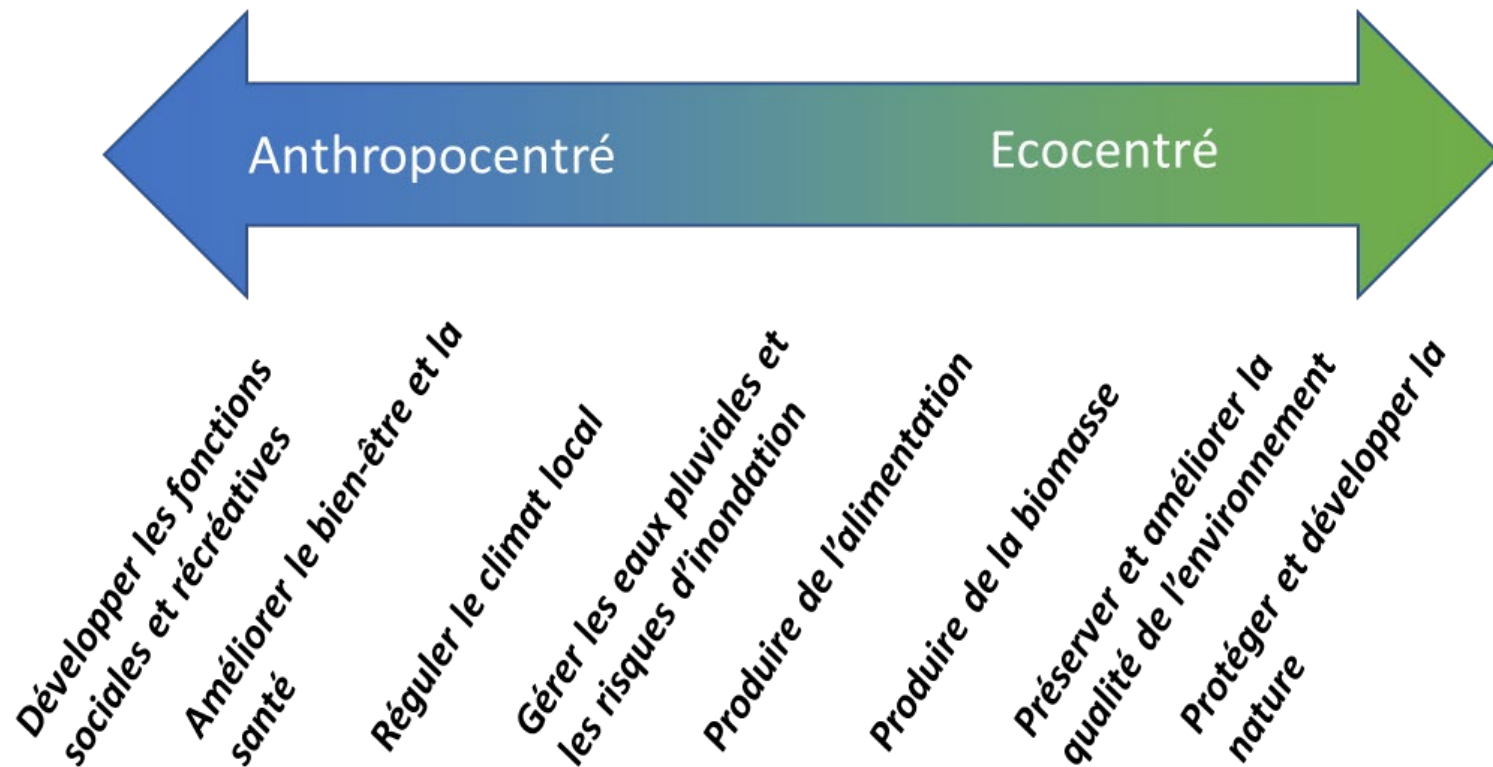 Anthropocentré
Ecocentré
Développer les fonctions
sociales et récréatives
Améliorer le bien-être et la
santé
Réguler le climat local
Gérer les eaux pluviales et
les risques d'inondation
Produire de l'alimentation
Produire de la biomasse
Préserver et améliorer la
qualité de l'environnement
Protéger et développer la
nature